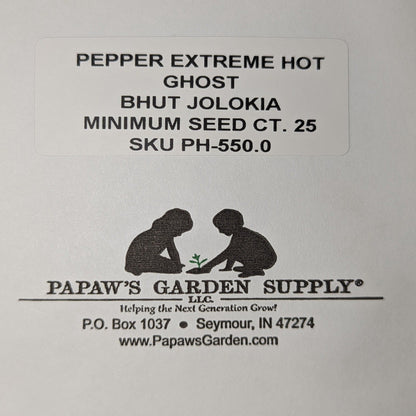 PEPPER EXTREME HOT
GHOST
BHUT JOLOKIA
MINIMUM SEED CT. 25
SKU PH-550.0
PAPAW'S GARDEN SUPPLY®
LLC.
Helping the Next Generation Grow!
P.O. Box 1037 ● Seymour, IN 47274
www.PapawsGarden.com